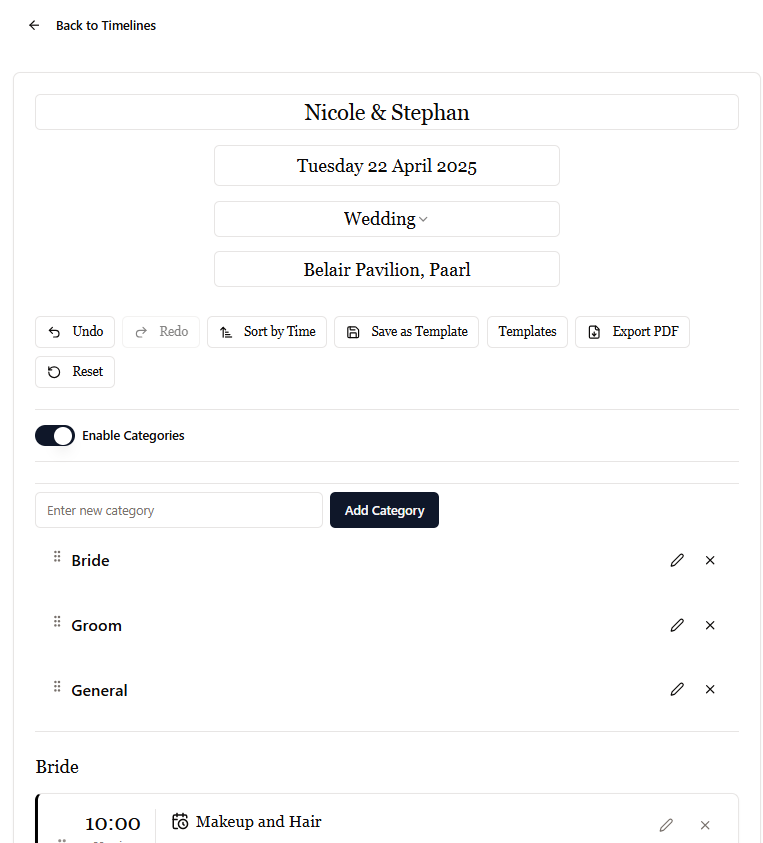 Back to Timelines
Nicole & Stephan
Tuesday 22 April 2025
Wedding
Belair Pavilion, Paarl
Undo Redo Sort by Time Save as Template Templates Export PDF
Reset
Enable Categories
Enter new category Add Category
Bride
Groom
General
Bride
10:00 Makeup and Hair